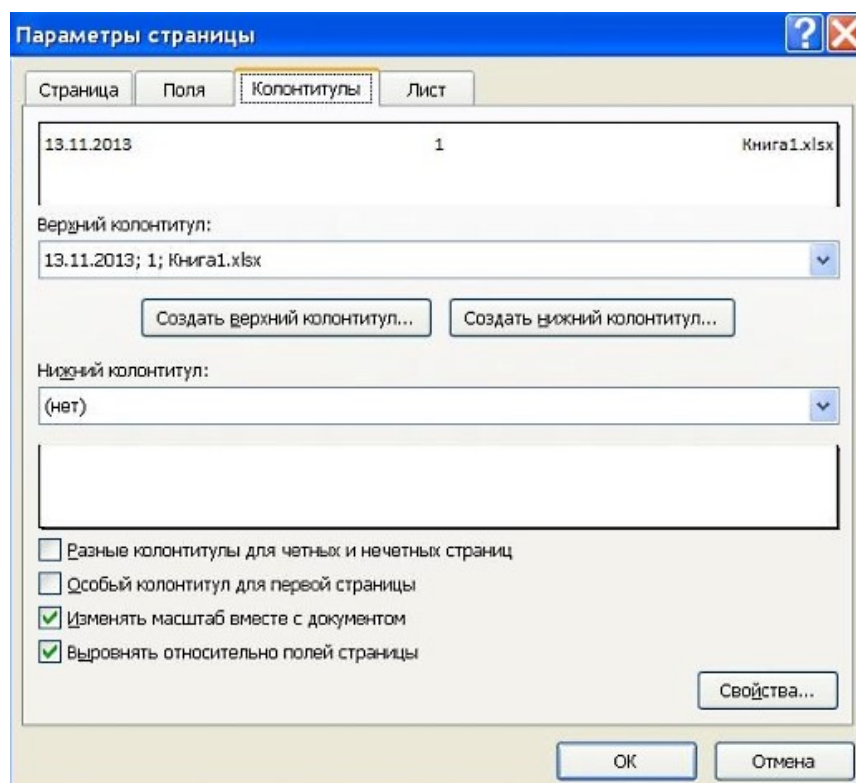 Параметры страницы
Страница Поля Колонтитулы Лист
13.11.2013 1 Книга1.xlsx
Верхний колонтитул:
13.11.2013; 1; Книга1.xlsx
Создать верхний колонтитул... Создать нижний колонтитул...
Нижний колонтитул:
(нет)
Разные колонтитулы для четных и нечетных страниц
Особый колонтитул для первой страницы
Изменять масштаб вместе с документом
Выровнять относительно полей страницы
Свойства...
ОК Отмена